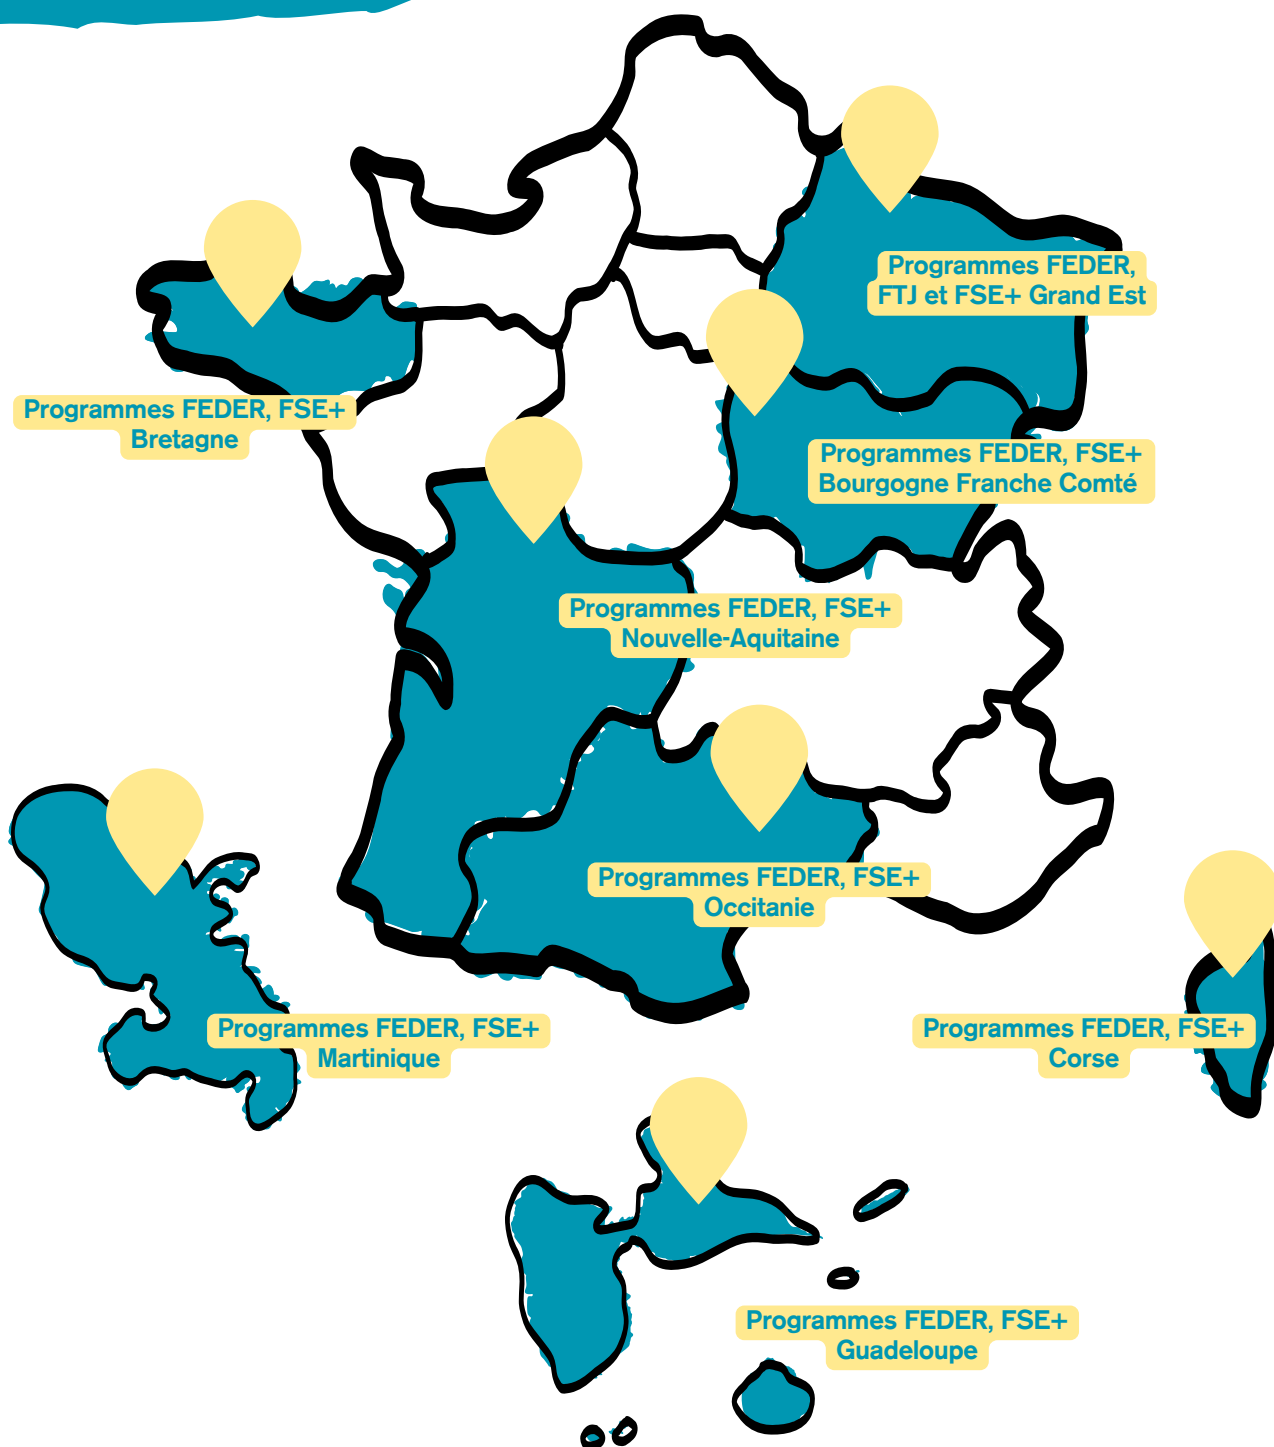 Programmes FEDER,
FTJ et FSE+ Grand Est
Programmes FEDER, FSE+
Bretagne
Programmes FEDER, FSE+
Bourgogne Franche Comté
Programmes FEDER, FSE+
Nouvelle-Aquitaine
Programmes FEDER, FSE+
Occitanie
Programmes FEDER, FSE+
Martinique
Programmes FEDER, FSE+
Corse
Programmes FEDER, FSE+
Guadeloupe